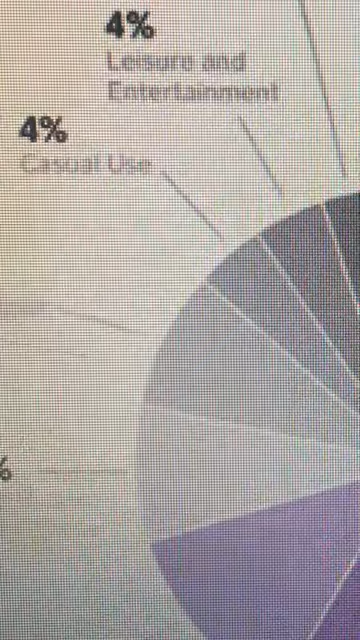 4%
Leisure and
Entertainment
4%
Casual Use
%